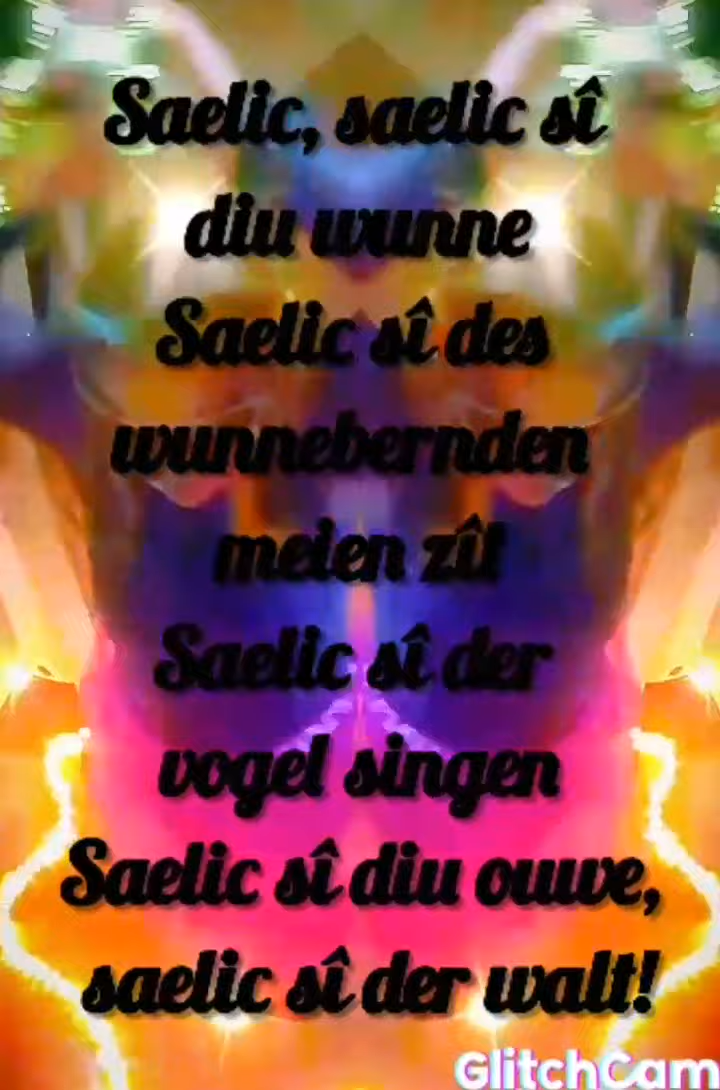 Saelic, saelic sî
diu wunne
Saelic sî des
wunnebernden
meien zît
Saelic sî der
vogel singen
Saelic sî diu ouwe,
saelic sî der walt!
GlitchCam